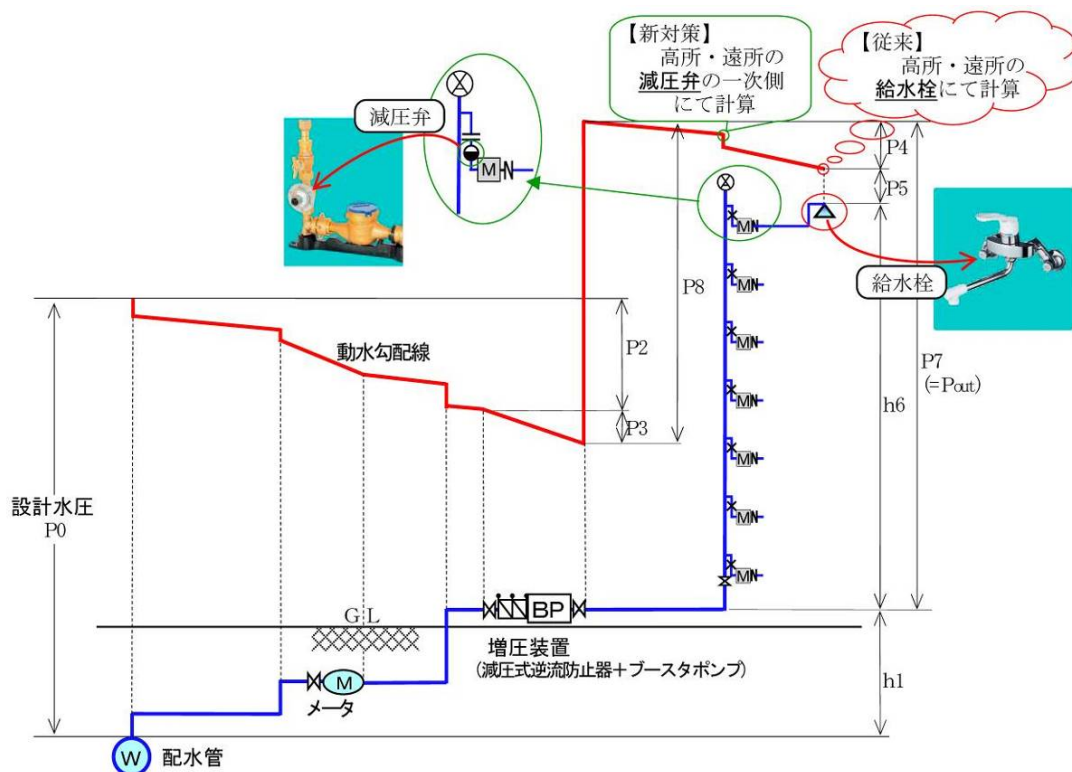 【新対策】
高所・遠所の
減圧弁の一次側
にて計算
【従来】
高所・遠所の
給水栓にて計算
減圧弁
M
P4
P5
P8
P7
(=Pout)
h6
給水栓
M
M
M
M
M
M
M
動水勾配線
P2
P3
設計水圧
P0
GL
BP
増圧装置
(減圧式逆流防止器+ブースタポンプ)
M
メータ
h1
W
配水管